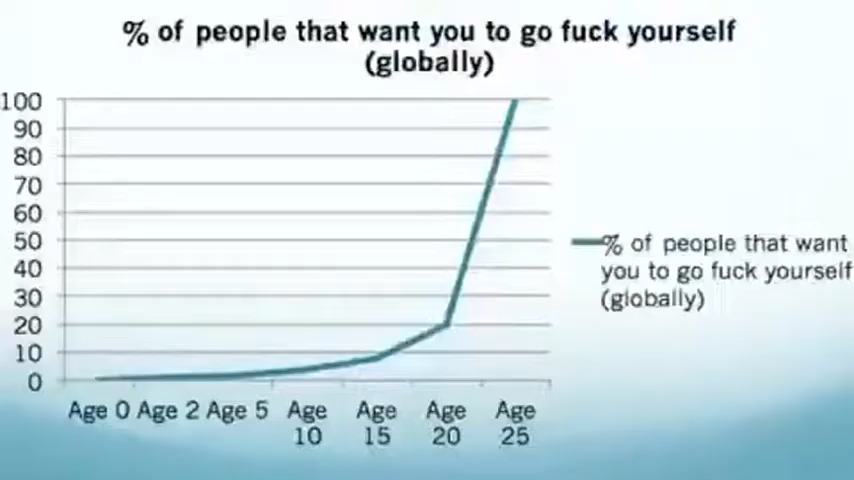 % of people that want you to go fuck yourself
(globally)
100
90
80
70
60
50
40
30
20
10
0
Age 0 Age 2 Age 5 Age Age Age Age
10 15 20 25
% of people that want
you to go fuck yourself
(globally)